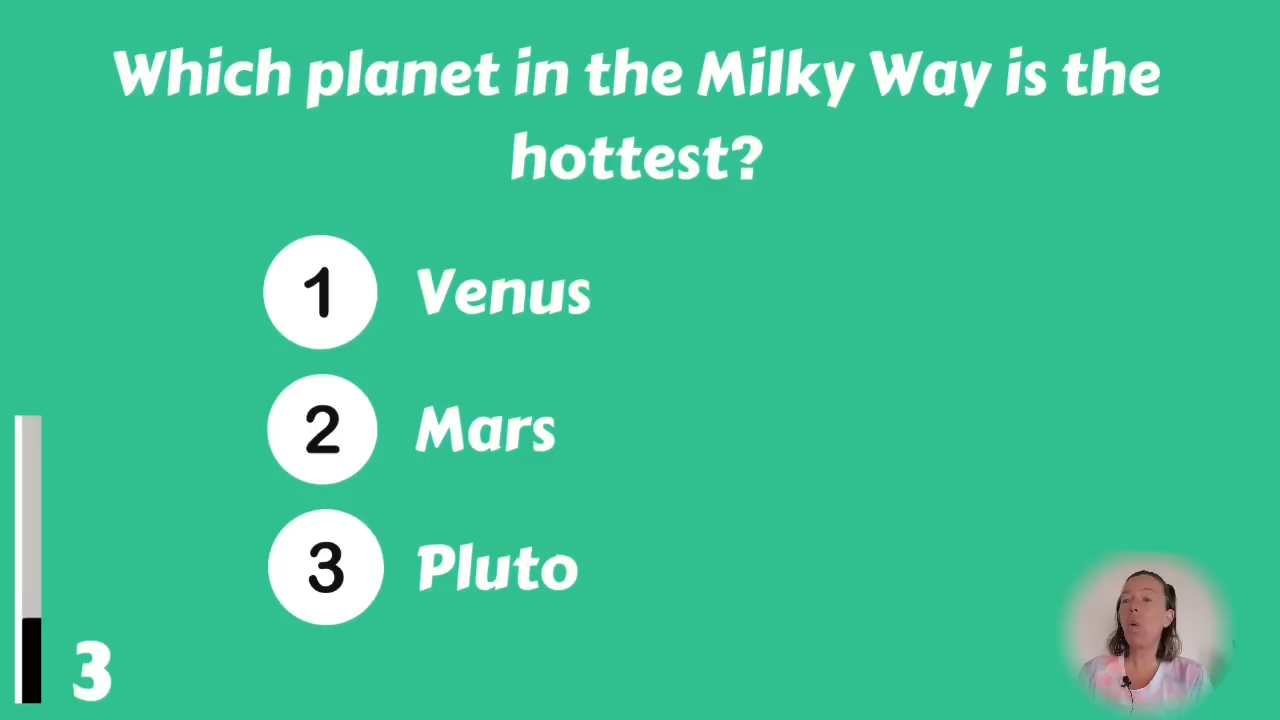 Which planet in the Milky Way is the
hottest?
1 Venus
2 Mars
3 Pluto
3